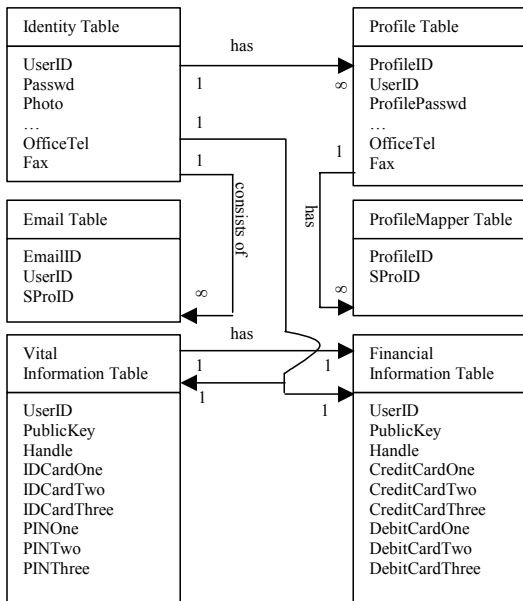 Identity Table
UserID
Passwd
Photo
…
OfficeTel
Fax
has
1
∞
1
1
1
Profile Table
ProfileID
UserID
ProfilePasswd
…
OfficeTel
Fax
Email Table
EmailID
UserID
SProID
consists of
∞
has
∞
ProfileMapper Table
ProfileID
SProID
Vital
Information Table
UserID
PublicKey
Handle
IDCardOne
IDCardTwo
IDCardThree
PINOne
PINTwo
PINThree
has
1
1
1
1
Financial
Information Table
UserID
PublicKey
Handle
CreditCardOne
CreditCardTwo
CreditCardThree
DebitCardOne
DebitCardTwo
DebitCardThree